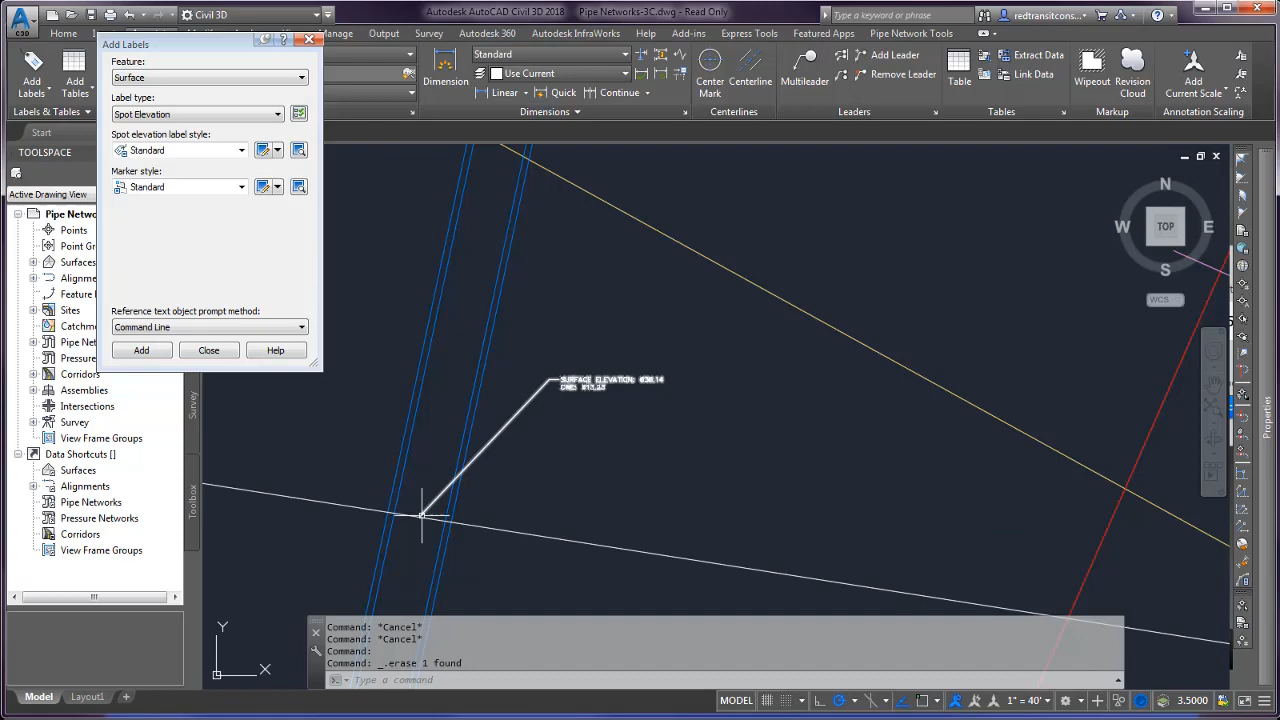 Civil 3D
Autodesk AutoCAD Civil 3D 2018
Pipe Networks-3C.dwg - Read Only
Type a keyword or phrase
redtransitcons...
C3D
Home
Output
Survey
Autodesk 360
Autodesk InfraWorks
Help
Add-ins
Express Tools
Featured Apps
Pipe Network Tools
Add
Labels
Add
Tables
Labels & Tables
Standard
Use Current
Dimension
Linear
Quick
Continue
Dimensions
Center
Mark
Centerline
Centerlines
Multileader
Add Leader
Remove Leader
Leaders
Table
Extract Data
Link Data
Tables
Wipeout
Revision
Cloud
Markup
Add
Current Scale
Annotation Scaling
Add Labels
Feature:
Surface
Label type:
Spot Elevation
Spot elevation label style:
Standard
Marker style:
Standard
Reference text object prompt method:
Command Line
Add
Close
Help
Start
TOOLSPACE
Active Drawing View
Pipe Netwo
Points
Point Gr
Surfaces
Alignme
Feature
Sites
Catchm
Pipe Net
Pressure
Corridors
Assemblies
Intersections
Survey
View Frame Groups
Data Shortcuts []
Surfaces
Alignments
Pipe Networks
Pressure Networks
Corridors
View Frame Groups
Survey
Toolbox
N
W
TOP
E
S
WCS
Properties
SURFACE ELEVATION:
Y
X
Command: *Cancel*
Command: *Cancel*
Command:
Command: _.erase 1 found
Type a command
Model
Layout1
+
MODEL
1" = 40'
3.5000